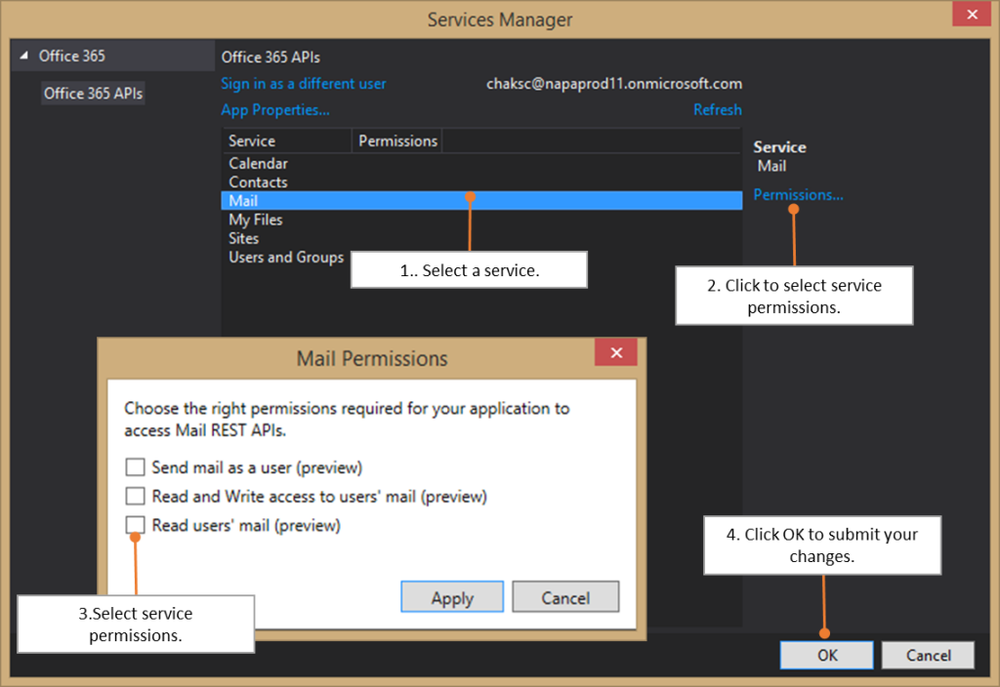 Services Manager
Office 365
Office 365 APIs
Office 365 APIs
Sign in as a different user
chaksc@napaprod11.onmicrosoft.com
App Properties...
Refresh
Service
Permissions
Calendar
Contacts
Mail
My Files
Sites
Users and Groups
Service
Mail
Permissions...
1.. Select a service.
2. Click to select service
permissions.
Mail Permissions
Choose the right permissions required for your application to
access Mail REST APIs.
Send mail as a user (preview)
Read and Write access to users' mail (preview)
Read users' mail (preview)
Apply
Cancel
3.Select service
permissions.
4. Click OK to submit your
changes.
OK
Cancel